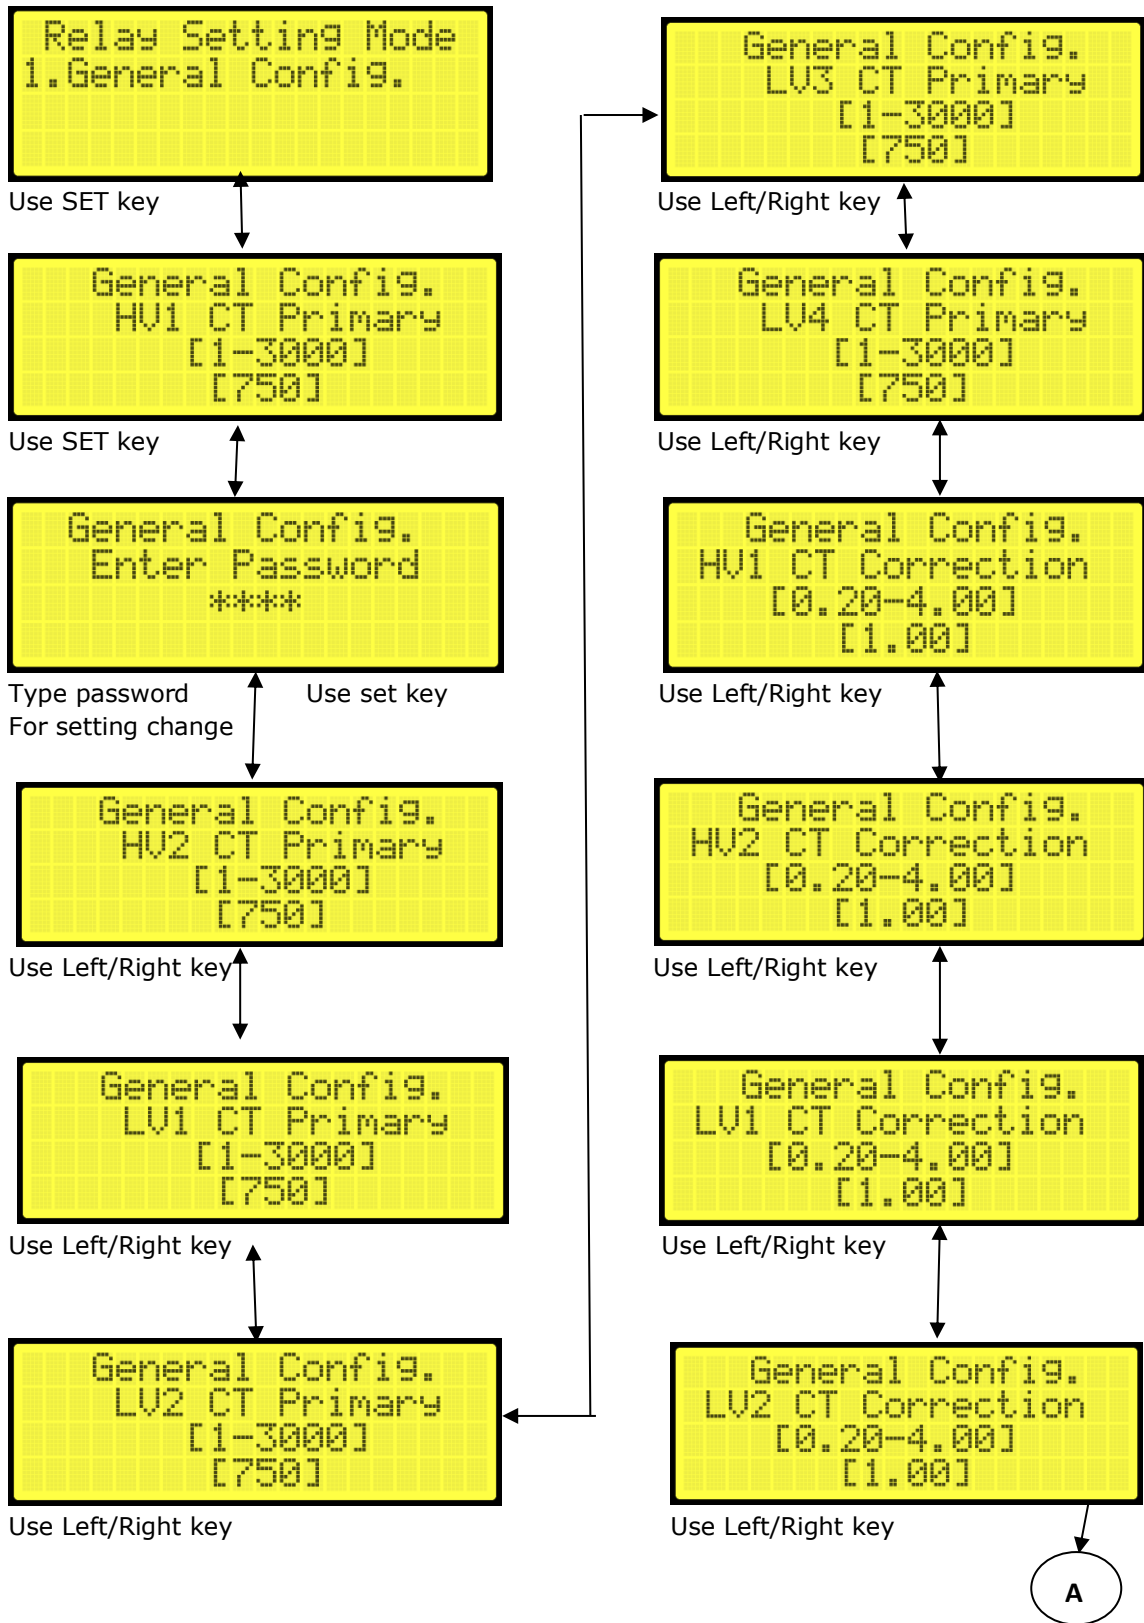 Relay Setting Mode
1.General Config.
Use SET key
General Config.
HV1 CT Primary
[1-3000]
[750]
Use SET key
General Config.
Enter Password
****
Type password Use set key
For setting change
General Config.
HV2 CT Primary
[1-3000]
[750]
Use Left/Right key
General Config.
LV1 CT Primary
[1-3000]
[750]
Use Left/Right key
General Config.
LV2 CT Primary
[1-3000]
[750]
Use Left/Right key
General Config.
LV3 CT Primary
[1-3000]
[750]
Use Left/Right key
General Config.
LV4 CT Primary
[1-3000]
[750]
Use Left/Right key
General Config.
HV1 CT Correction
[0.20-4.00]
[1.00]
Use Left/Right key
General Config.
HV2 CT Correction
[0.20-4.00]
[1.00]
Use Left/Right key
General Config.
LV1 CT Correction
[0.20-4.00]
[1.00]
Use Left/Right key
General Config.
LV2 CT Correction
[0.20-4.00]
[1.00]
Use Left/Right key
A